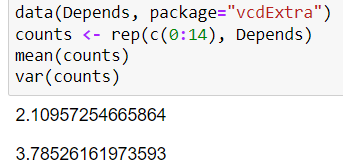 data(Depends, package="vcdExtra")
counts <- rep(c(0:14), Depends)
mean(counts)
var(counts)
2.10957254665864
3.78526161973593